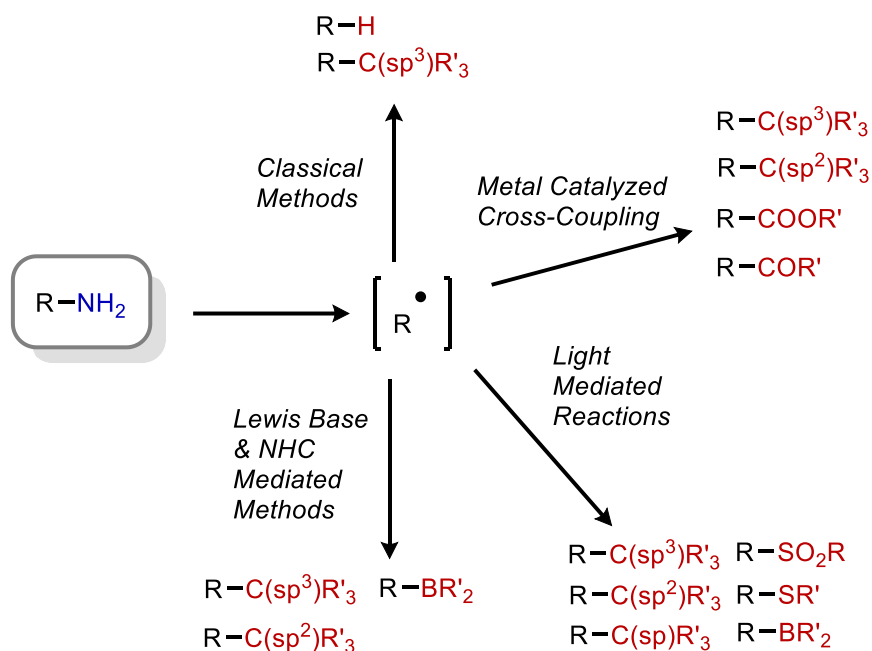 R–H
R–C(sp³)R'₃
Classical
Methods
Metal Catalyzed
Cross-Coupling
R–C(sp³)R'₃
R–C(sp²)R'₃
R–COOR'
R–COR'
R–NH₂
[R•]
Light
Mediated
Reactions
Lewis Base
& NHC
Mediated
Methods
R–C(sp³)R'₃ R–BR'₂
R–C(sp²)R'₃
R–C(sp³)R'₃ R–SO₂R
R–C(sp²)R'₃ R–SR'
R–C(sp)R'₃ R–BR'₂